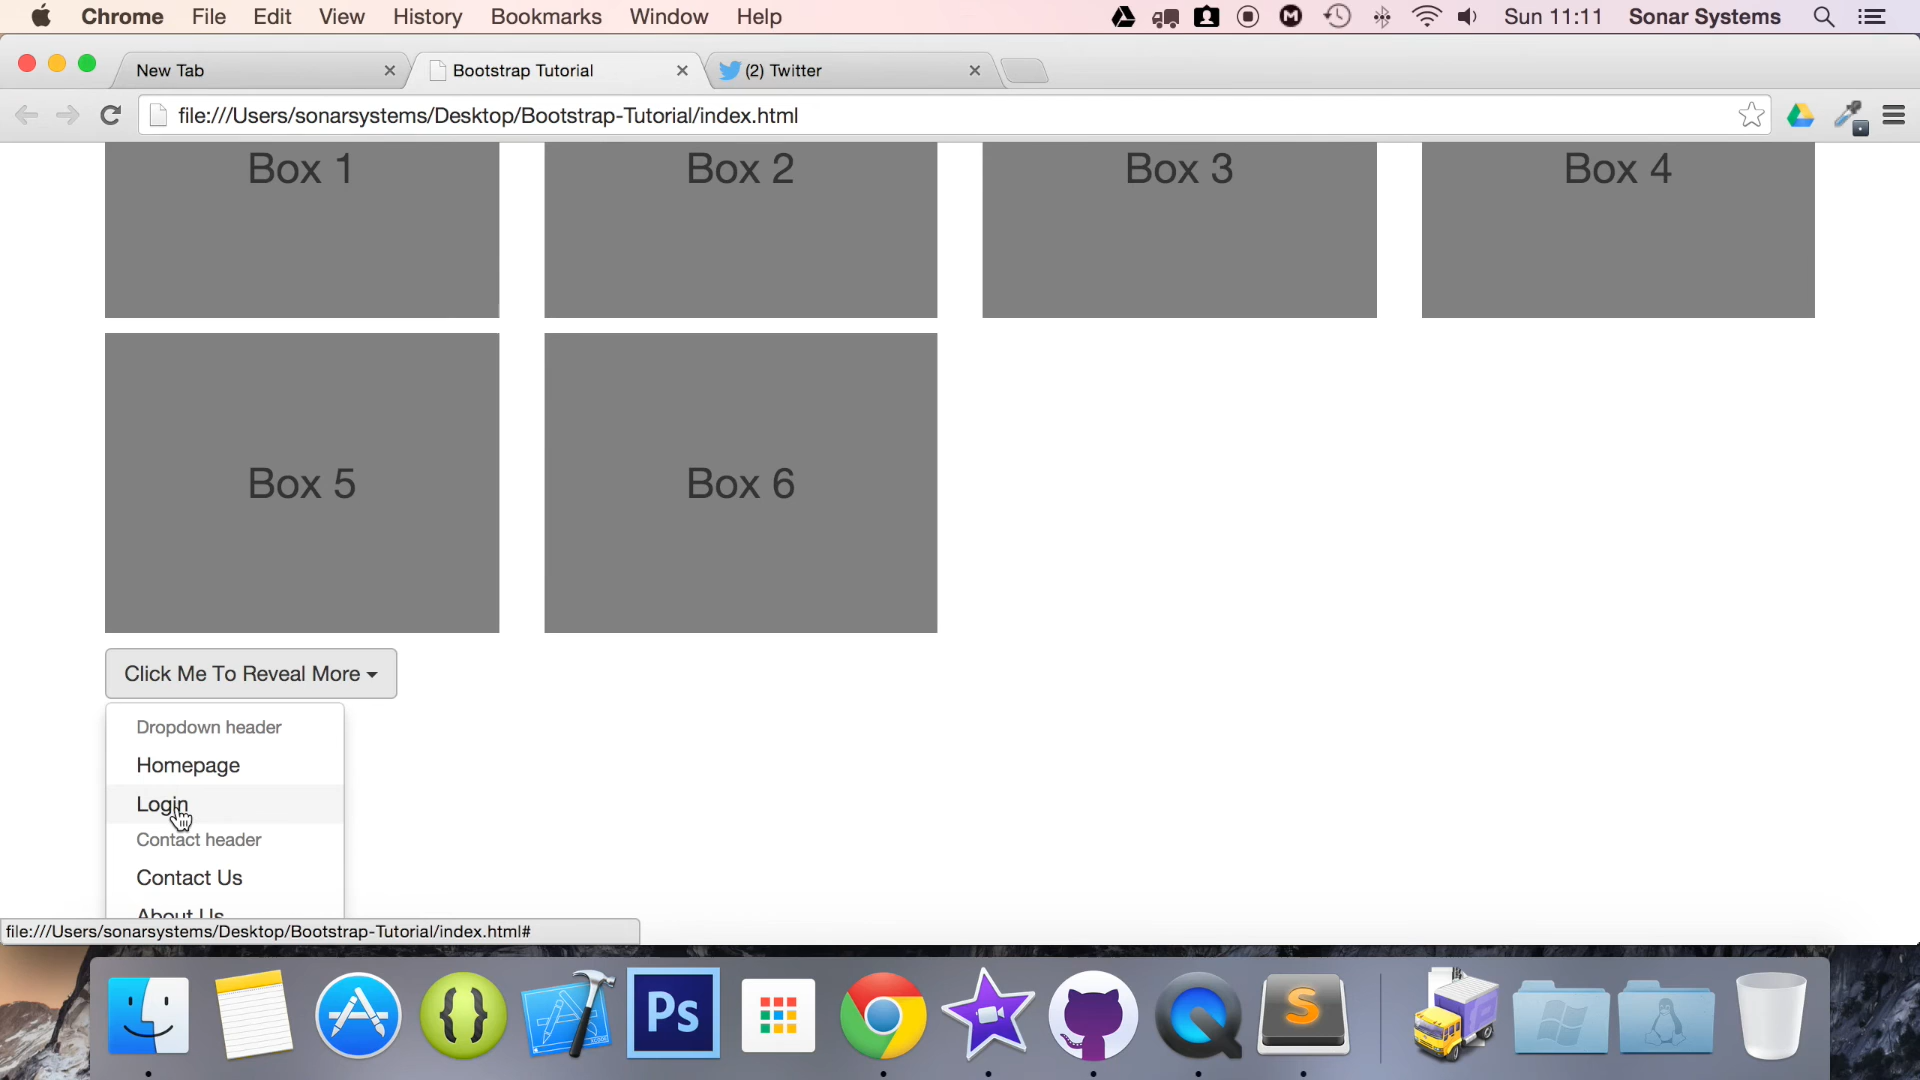 Chrome File Edit View History Bookmarks Window Help Sun 11:11 Sonar Systems
New Tab Bootstrap Tutorial (2) Twitter
file:///Users/sonarsystems/Desktop/Bootstrap-Tutorial/index.html
Box 1 Box 2 Box 3 Box 4
Box 5 Box 6
Click Me To Reveal More
Dropdown header
Homepage
Login
Contact header
Contact Us
About Us
file:///Users/sonarsystems/Desktop/Bootstrap-Tutorial/index.html#
Ps S